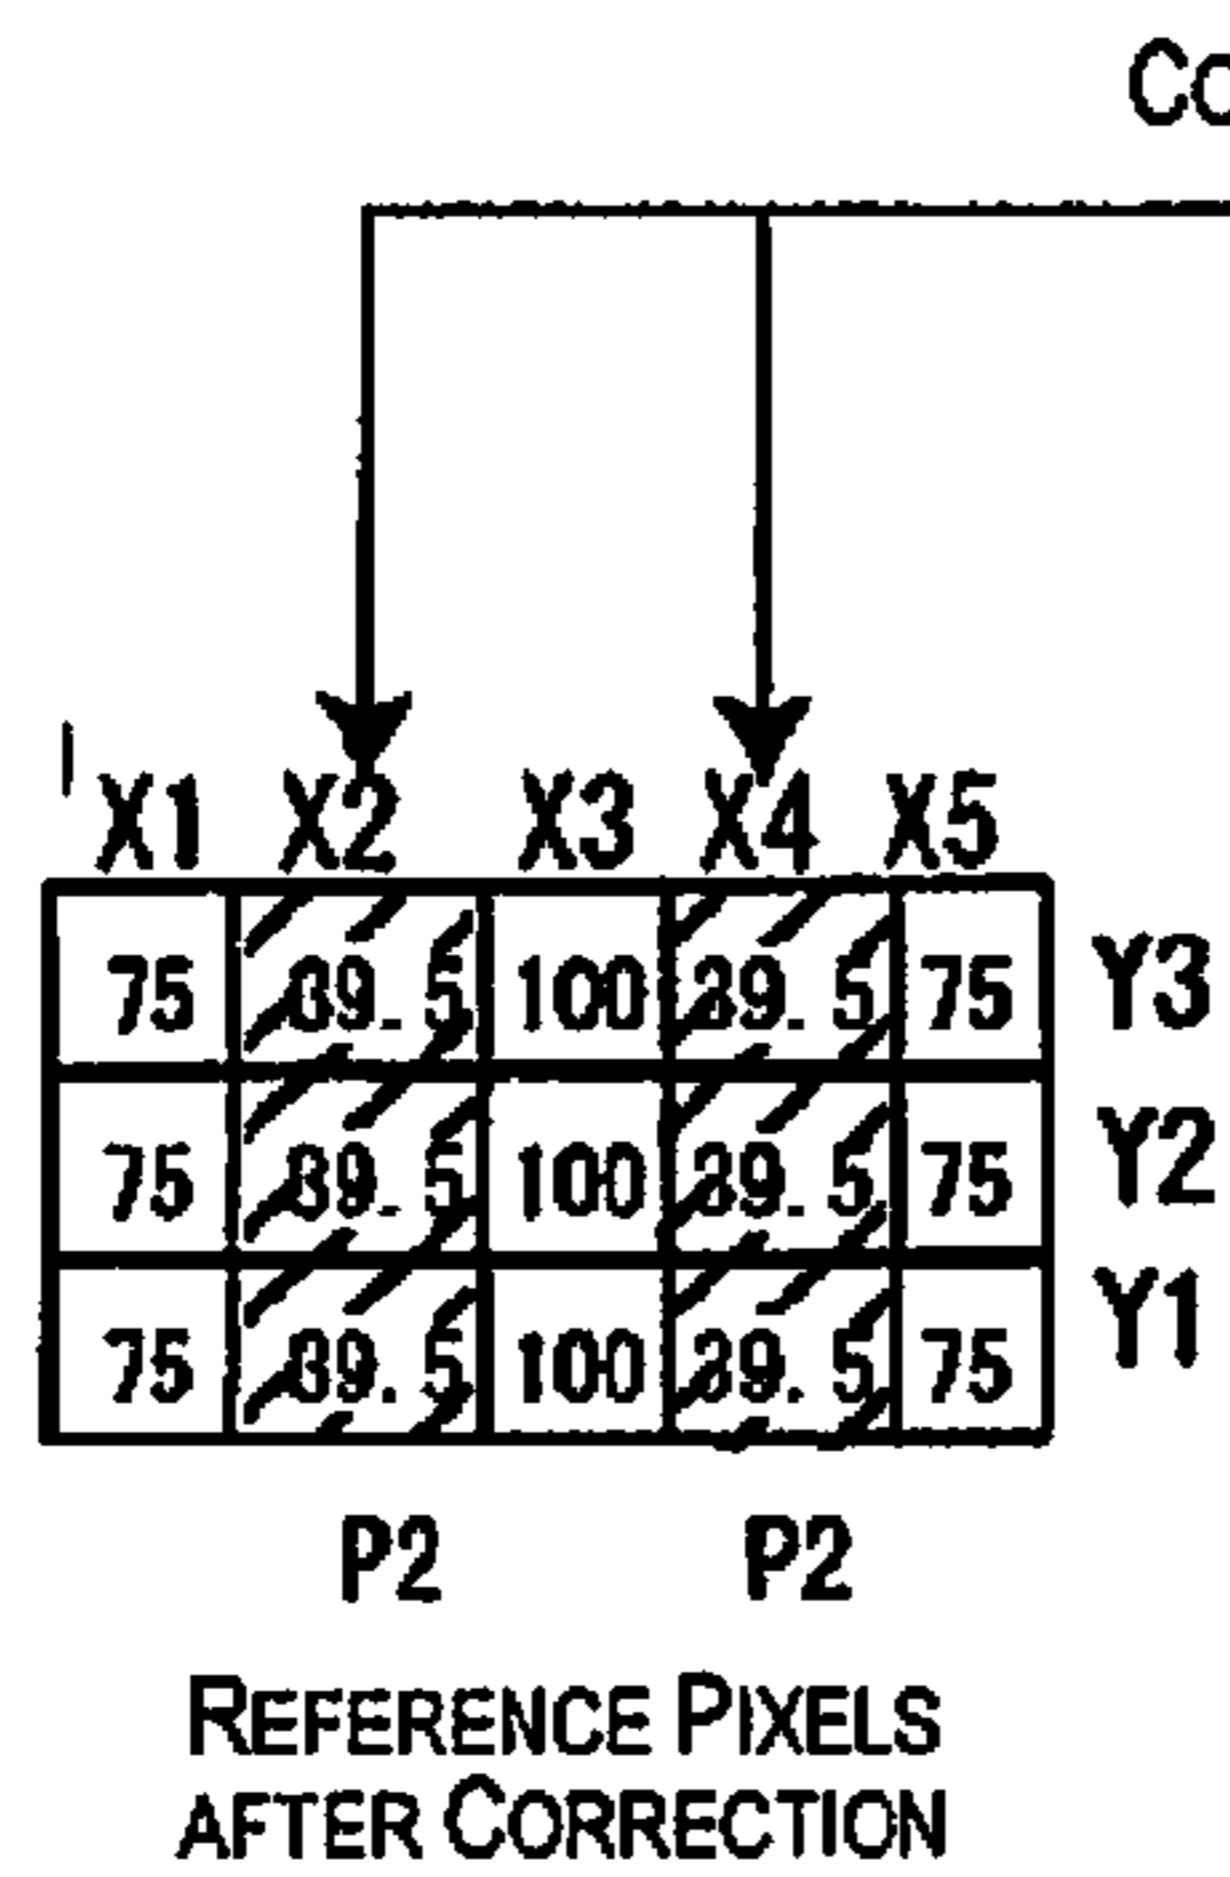 Co
X1 X2 X3 X4 X5
75 39.5 100 39.5 75 Y3
75 39.5 100 39.5 75 Y2
75 39.5 100 39.5 75 Y1
P2 P2
REFERENCE PIXELS
AFTER CORRECTION